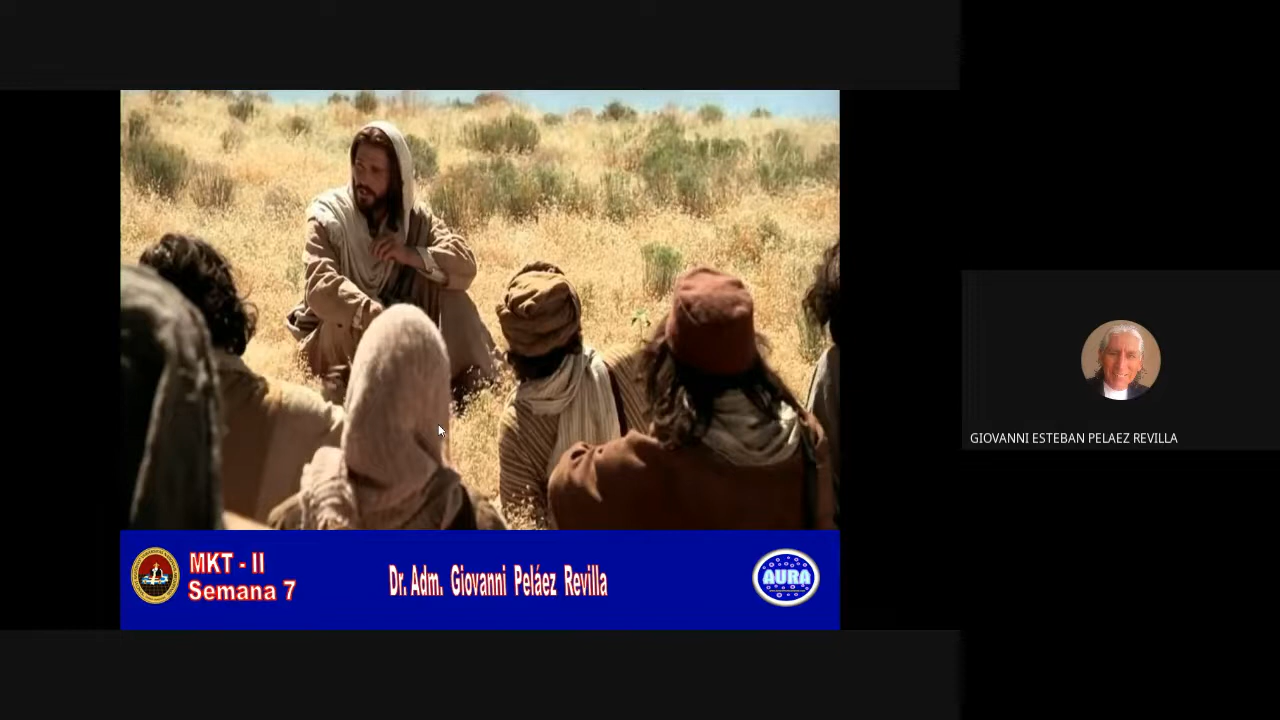 MKT - II
Semana 7
Dr. Adm. Giovanni Peláez Revilla
AURA
GIOVANNI ESTEBAN PELAEZ REVILLA